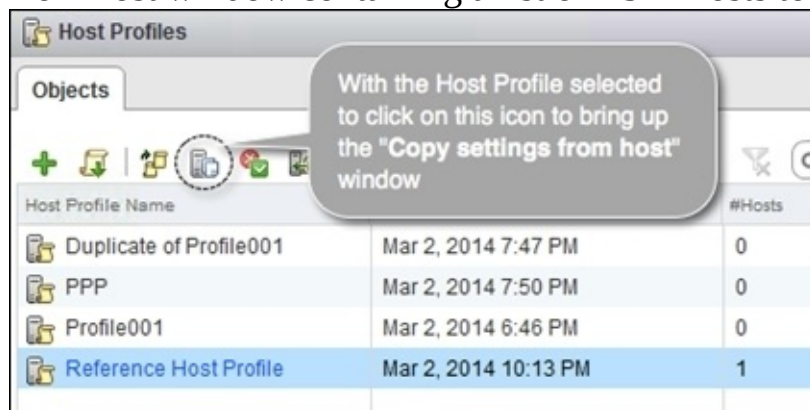 Host Profiles
Objects
With the Host Profile selected
to click on this icon to bring up
the "Copy settings from host"
window
Host Profile Name #Hosts
Duplicate of Profile001 Mar 2, 2014 7:47 PM 0
PPP Mar 2, 2014 7:50 PM 0
Profile001 Mar 2, 2014 6:46 PM 0
Reference Host Profile Mar 2, 2014 10:13 PM 1